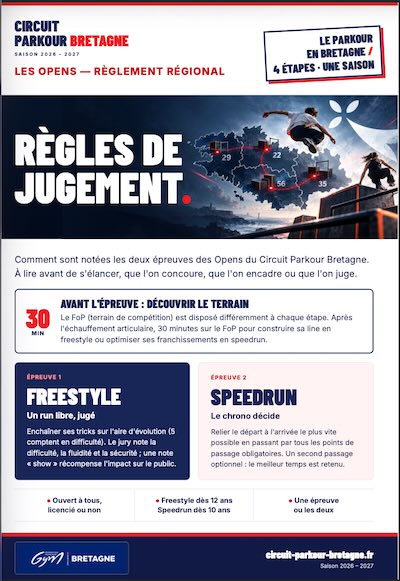 CIRCUIT
PARKOUR BRETAGNE
SAISON 2026 – 2027
LES OPENS — RÈGLEMENT RÉGIONAL
LE PARKOUR
EN BRETAGNE /
4 ÉTAPES · UNE SAISON
RÈGLES DE
JUGEMENT.
29
22
56
35
Comment sont notées les deux épreuves des Opens du Circuit Parkour Bretagne.
À lire avant de s'élancer, que l'on concoure, que l'on encadre ou que l'on juge.
30
MIN
AVANT L'ÉPREUVE : DÉCOUVRIR LE TERRAIN
Le FoP (terrain de compétition) est disposé différemment à chaque étape. Après
l'échauffement articulaire, 30 minutes sur le FoP pour construire sa line en
freestyle ou optimiser ses franchissements en speedrun.
ÉPREUVE 1
FREESTYLE
Un run libre, jugé
Enchaîner ses tricks sur l'aire d'évolution (5
comptent en difficulté). Le jury note la
difficulté, la fluidité et la sécurité ; une note
« show » récompense l'impact sur le public.
ÉPREUVE 2
SPEEDRUN
Le chrono décide
Relier le départ à l'arrivée le plus vite
possible en passant par tous les points de
passage obligatoires. Un second passage
optionnel : le meilleur temps est retenu.
• Ouvert à tous,
licencié ou non
• Freestyle dès 12 ans
Speedrun dès 10 ans
• Une épreuve
ou les deux
Gym
BRETAGNE
circuit-parkour-bretagne.fr
Saison 2026 – 2027